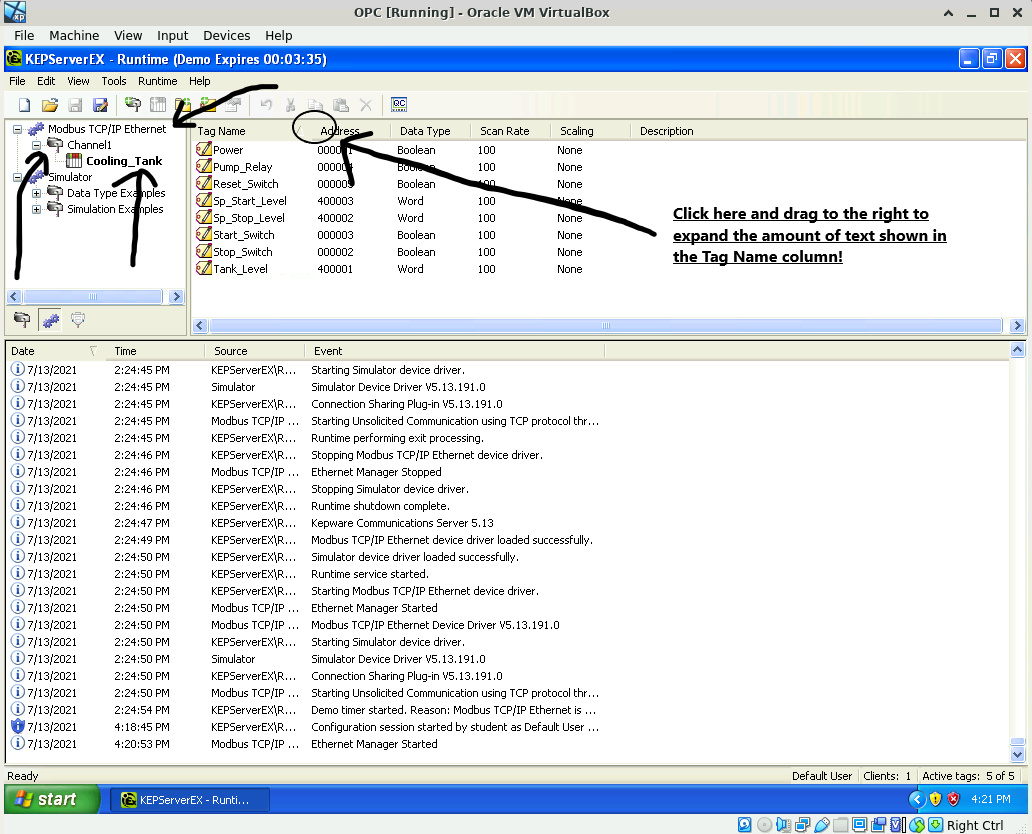 OPC [Running] - Oracle VM VirtualBox
File Machine View Input Devices Help
KEPServerEX - Runtime (Demo Expires 00:03:35)
File Edit View Tools Runtime Help
Modbus TCP/IP Ethernet
Channel1
Cooling_Tank
Simulator
Data Type Examples
Simulation Examples
Tag Name Address Data Type Scan Rate Scaling Description
Power 000001 Boolean 100 None
Pump_Relay 000004 Boolean 100 None
Reset_Switch 000005 Boolean 100 None
Sp_Start_Level 400003 Word 100 None
Sp_Stop_Level 400002 Word 100 None
Start_Switch 000003 Boolean 100 None
Stop_Switch 000002 Boolean 100 None
Tank_Level 400001 Word 100 None
Click here and drag to the right to
expand the amount of text shown in
the Tag Name column!
Date Time Source Event
7/13/2021 2:24:45 PM KEPServerEX\R... Starting Simulator device driver.
7/13/2021 2:24:45 PM Simulator Simulator Device Driver V5.13.191.0
7/13/2021 2:24:45 PM KEPServerEX\R... Connection Sharing Plug-in V5.13.191.0
7/13/2021 2:24:45 PM Modbus TCP/IP ... Starting Unsolicited Communication using TCP protocol thr...
7/13/2021 2:24:45 PM KEPServerEX\R... Runtime performing exit processing.
7/13/2021 2:24:46 PM KEPServerEX\R... Stopping Modbus TCP/IP Ethernet device driver.
7/13/2021 2:24:46 PM Modbus TCP/IP ... Ethernet Manager Stopped
7/13/2021 2:24:46 PM KEPServerEX\R... Stopping Simulator device driver.
7/13/2021 2:24:46 PM KEPServerEX\R... Runtime shutdown complete.
7/13/2021 2:24:47 PM KEPServerEX\R... Kepware Communications Server 5.13
7/13/2021 2:24:49 PM KEPServerEX\R... Modbus TCP/IP Ethernet device driver loaded successfully.
7/13/2021 2:24:50 PM KEPServerEX\R... Simulator device driver loaded successfully.
7/13/2021 2:24:50 PM KEPServerEX\R... Runtime service started.
7/13/2021 2:24:50 PM KEPServerEX\R... Starting Modbus TCP/IP Ethernet device driver.
7/13/2021 2:24:50 PM Modbus TCP/IP ... Ethernet Manager Started
7/13/2021 2:24:50 PM Modbus TCP/IP ... Modbus TCP/IP Ethernet Device Driver V5.13.191.0
7/13/2021 2:24:50 PM KEPServerEX\R... Starting Simulator device driver.
7/13/2021 2:24:50 PM Simulator Simulator Device Driver V5.13.191.0
7/13/2021 2:24:50 PM KEPServerEX\R... Connection Sharing Plug-in V5.13.191.0
7/13/2021 2:24:50 PM Modbus TCP/IP ... Starting Unsolicited Communication using TCP protocol thr...
7/13/2021 2:24:54 PM KEPServerEX\R... Demo timer started. Reason: Modbus TCP/IP Ethernet is ...
7/13/2021 4:18:45 PM KEPServerEX\R... Configuration session started by student as Default User ...
7/13/2021 4:20:53 PM Modbus TCP/IP ... Ethernet Manager Started
Ready Default User Clients: 1 Active tags: 5 of 5
start KEPServerEX - Runti... 4:21 PM
Right Ctrl